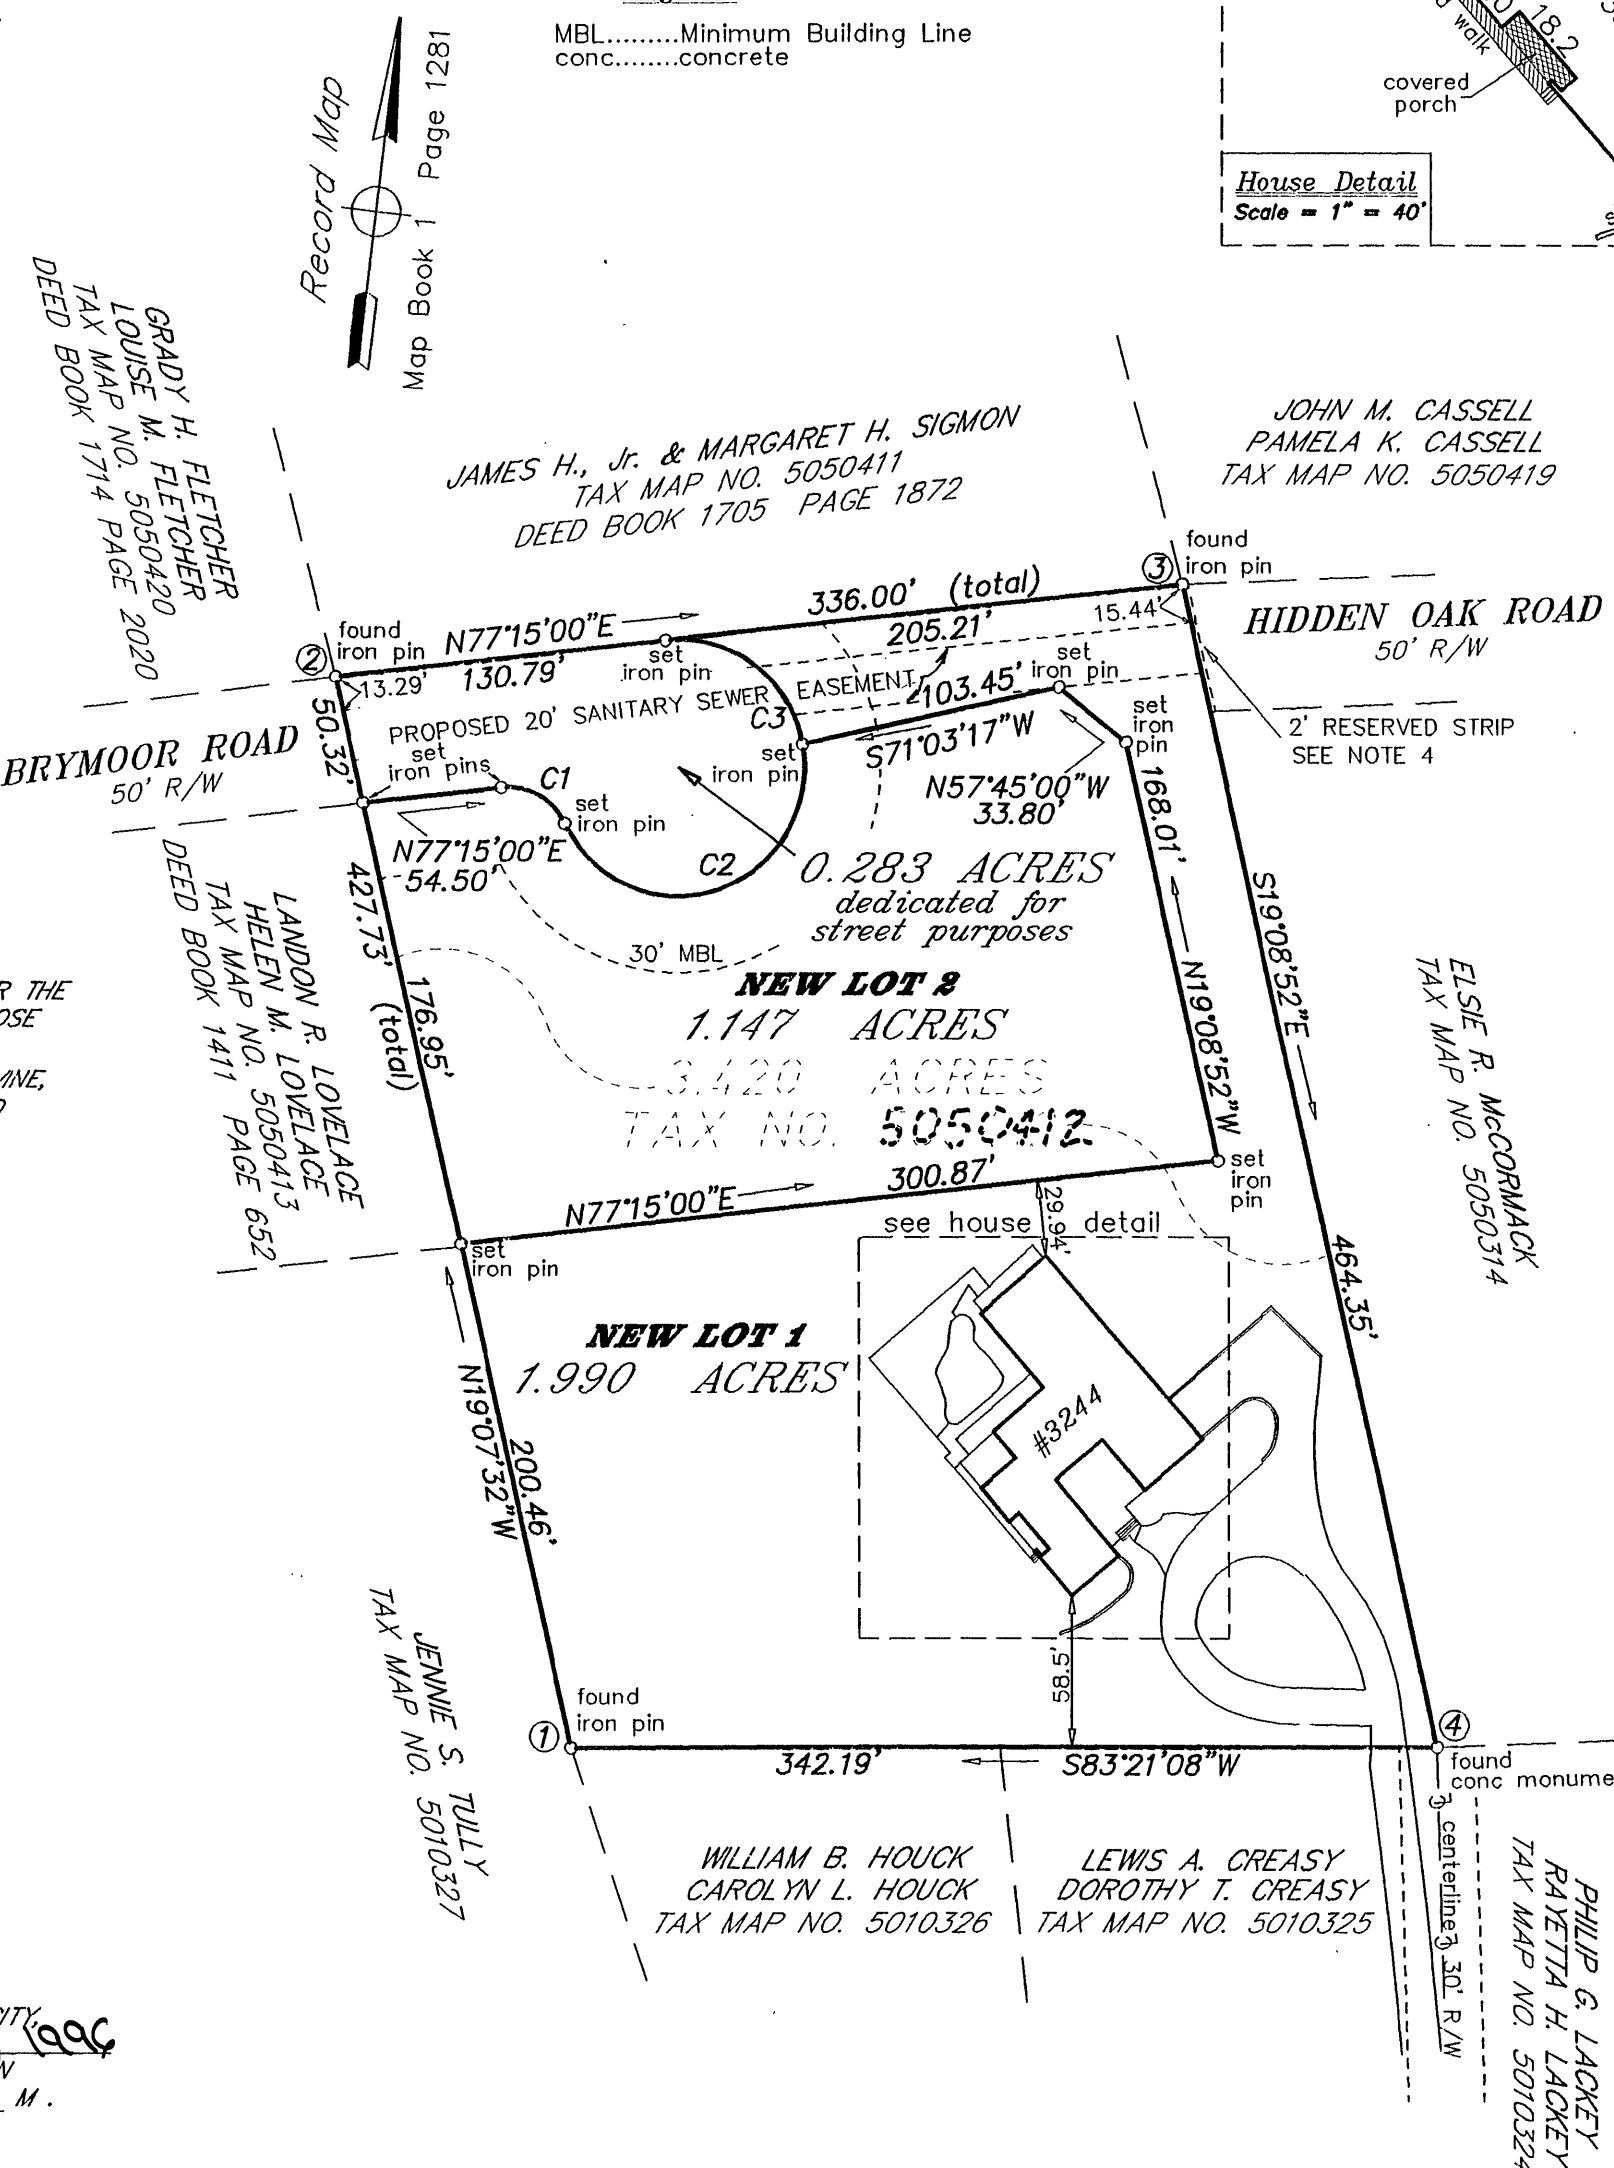 MBL.........Minimum Building Line
conc........concrete
18.2
walk
covered
porch
House Detail
Scale = 1" = 40'
Record Map
Map Book 1 Page 1281
GRADY H. FLETCHER
LOUISE M. FLETCHER
TAX MAP NO. 5050420
DEED BOOK 1714 PAGE 2020
JAMES H., Jr. & MARGARET H. SIGMON
TAX MAP NO. 5050411
DEED BOOK 1705 PAGE 1872
JOHN M. CASSELL
PAMELA K. CASSELL
TAX MAP NO. 5050419
found
iron pin
3
336.00' (total)
15.44'
HIDDEN OAK ROAD
50' R/W
found
iron pin
2
N77°15'00"E
205.21'
set
iron pin
130.79'
13.29'
set
iron pin
EASEMENT
103.45'
PROPOSED 20' SANITARY SEWER
C3
set
iron pin
2' RESERVED STRIP
SEE NOTE 4
50.32'
BRYMOOR ROAD
50' R/W
set
iron pins
C1
set
iron pin
S71°03'17"W
N57°45'00"W
33.80'
168.01'
set
iron pin
N77°15'00"E
54.50'
C2
0.283 ACRES
dedicated for
street purposes
S19°08'52"E
427.73'
(total)
LANDON R. LOVELACE
HELEN M. LOVELACE
TAX MAP NO. 5050413
DEED BOOK 1411 PAGE 652
30' MBL
NEW LOT 2
1.147 ACRES
3.420 ACRES
TAX NO. 5050412
176.95'
N19°08'52"W
ELSIE R. McCORMACK
TAX MAP NO. 5050314
R THE
OSE
VINE,
300.87'
set
iron
pin
N77°15'00"E
29.94'
see house detail
set
iron pin
464.35'
NEW LOT 1
1.990 ACRES
#3244
N19°07'32"W
200.46'
JENNIE S. TULLY
TAX MAP NO. 5010327
58.5'
found
iron pin
1
4
342.19'
S83°21'08"W
found
conc monume
WILLIAM B. HOUCK
CAROLYN L. HOUCK
TAX MAP NO. 5010326
LEWIS A. CREASY
DOROTHY T. CREASY
TAX MAP NO. 5010325
centerline 30' R/W
PHILIP G. LACKEY
RAYETTA H. LACKEY
TAX MAP NO. 5010324
CITY,
1996
M.